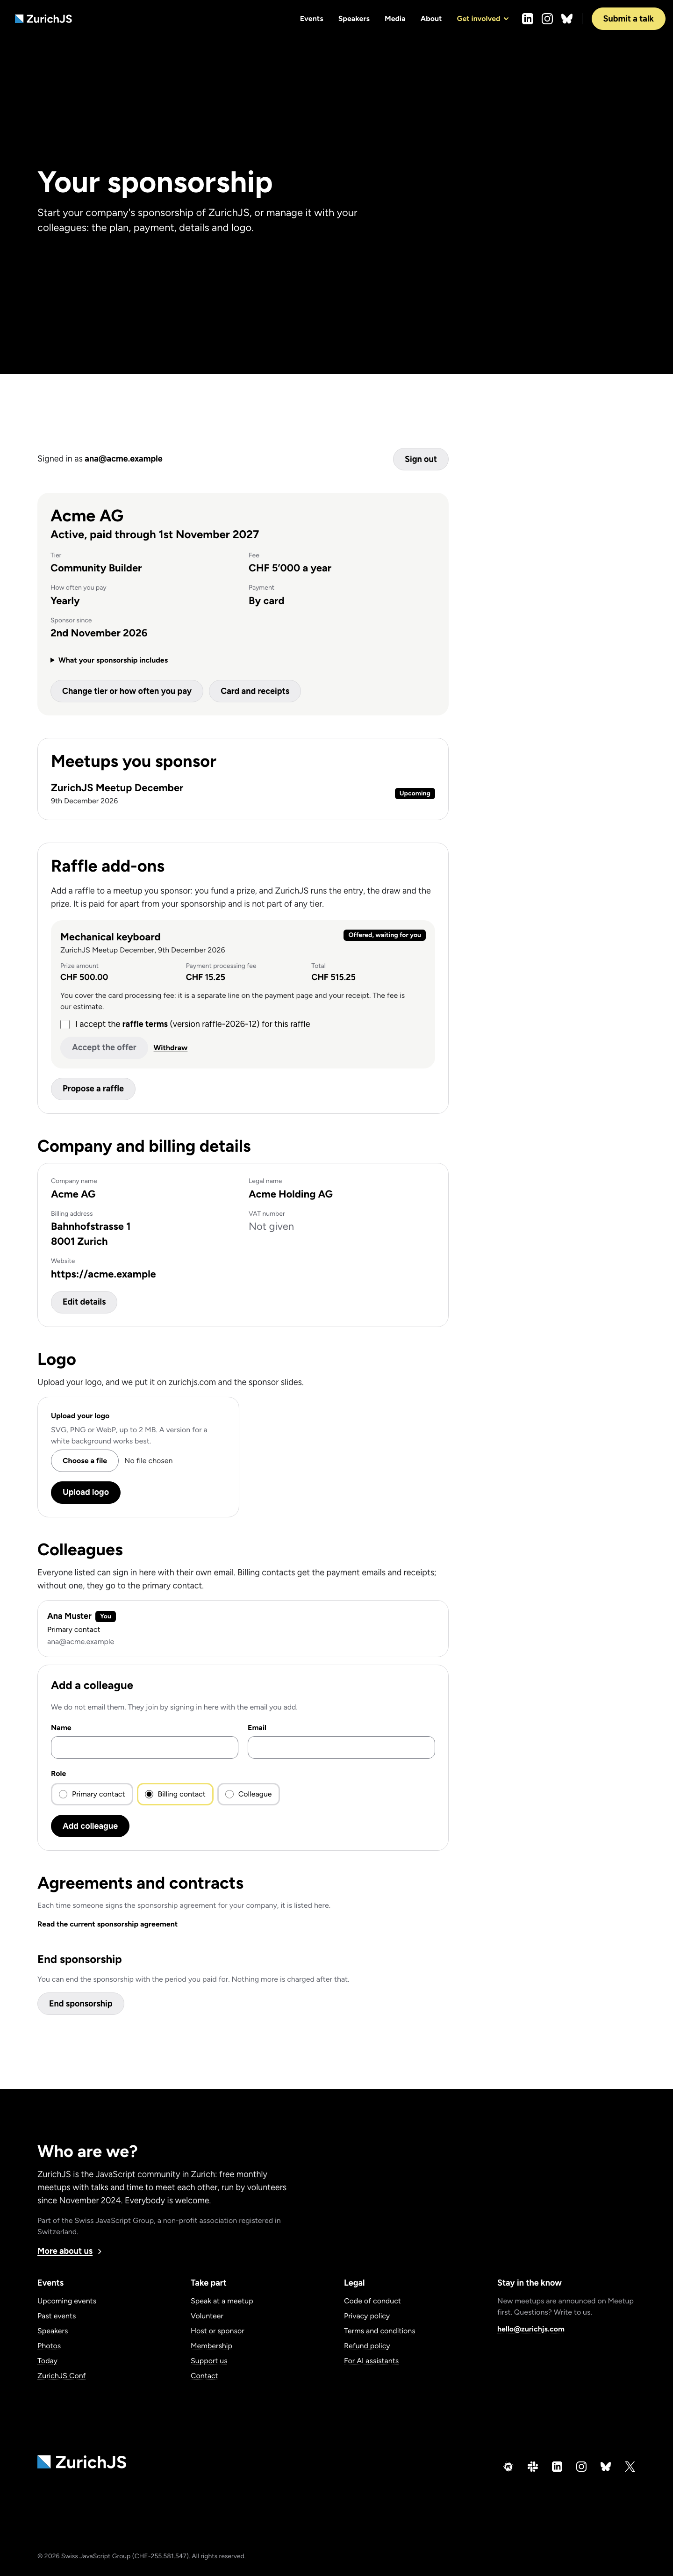 ZurichJS
Events
Speakers
Media
About
Get involved
Submit a talk
Your sponsorship
Start your company's sponsorship of ZurichJS, or manage it with your
colleagues: the plan, payment, details and logo.
Signed in as ana@acme.example
Sign out
Acme AG
Active, paid through 1st November 2027
Tier
Community Builder
Fee
CHF 5’000 a year
How often you pay
Yearly
Payment
By card
Sponsor since
2nd November 2026
What your sponsorship includes
Change tier or how often you pay
Card and receipts
Meetups you sponsor
ZurichJS Meetup December
9th December 2026
Upcoming
Raffle add-ons
Add a raffle to a meetup you sponsor: you fund a prize, and ZurichJS runs the entry, the draw and the
prize. It is paid for apart from your sponsorship and is not part of any tier.
Mechanical keyboard
Offered, waiting for you
ZurichJS Meetup December, 9th December 2026
Prize amount
CHF 500.00
Payment processing fee
CHF 15.25
Total
CHF 515.25
You cover the card processing fee: it is a separate line on the payment page and your receipt. The fee is
our estimate.
I accept the raffle terms (version raffle-2026-12) for this raffle
Accept the offer
Withdraw
Propose a raffle
Company and billing details
Company name
Acme AG
Legal name
Acme Holding AG
Billing address
Bahnhofstrasse 1
8001 Zurich
VAT number
Not given
Website
https://acme.example
Edit details
Logo
Upload your logo, and we put it on zurichjs.com and the sponsor slides.
Upload your logo
SVG, PNG or WebP, up to 2 MB. A version for a
white background works best.
Choose a file
No file chosen
Upload logo
Colleagues
Everyone listed can sign in here with their own email. Billing contacts get the payment emails and receipts;
without one, they go to the primary contact.
Ana Muster
You
Primary contact
ana@acme.example
Add a colleague
We do not email them. They join by signing in here with the email you add.
Name
Email
Role
Primary contact
Billing contact
Colleague
Add colleague
Agreements and contracts
Each time someone signs the sponsorship agreement for your company, it is listed here.
Read the current sponsorship agreement
End sponsorship
You can end the sponsorship with the period you paid for. Nothing more is charged after that.
End sponsorship
Who are we?
ZurichJS is the JavaScript community in Zurich: free monthly
meetups with talks and time to meet each other, run by volunteers
since November 2024. Everybody is welcome.
Part of the Swiss JavaScript Group, a non-profit association registered in
Switzerland.
More about us
Events
Upcoming events
Past events
Speakers
Photos
Today
ZurichJS Conf
Take part
Speak at a meetup
Volunteer
Host or sponsor
Membership
Support us
Contact
Legal
Code of conduct
Privacy policy
Terms and conditions
Refund policy
For AI assistants
Stay in the know
New meetups are announced on Meetup
first. Questions? Write to us.
hello@zurichjs.com
ZurichJS
© 2026 Swiss JavaScript Group (CHE-255.581.547). All rights reserved.